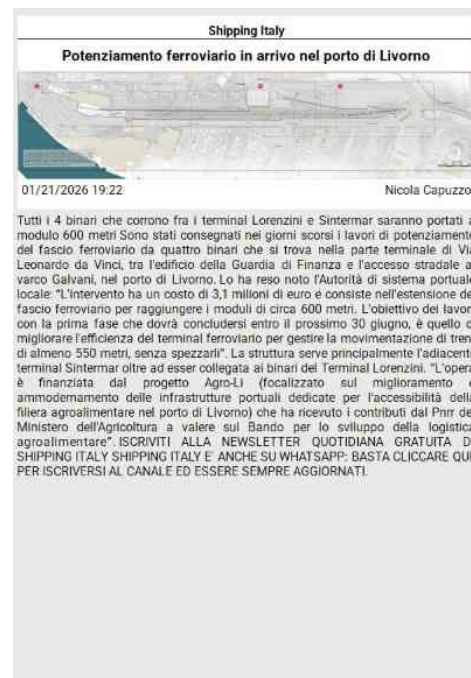 Shipping Italy
Potenziamento ferroviario in arrivo nel porto di Livorno
01/21/2026 19:22 Nicola Capuzzo
Tutti i 4 binari che corrono fra i terminal Lorenzini e Sintermar saranno portati a
modulo 600 metri Sono stati consegnati nei giorni scorsi i lavori di potenziamento
del fascio ferroviario da quattro binari che si trova nella parte terminale di Via
Leonardo da Vinci, tra l'edificio della Guardia di Finanza e l'accesso stradale al
varco Galvani, nel porto di Livorno. Lo ha reso noto l'Autorità di sistema portuale
locale: "L'intervento ha un costo di 3,1 milioni di euro e consiste nell'estensione del
fascio ferroviario per raggiungere i moduli di circa 600 metri. L'obiettivo dei lavori,
con la prima fase che dovrà concludersi entro il prossimo 30 giugno, è quello di
migliorare l'efficienza del terminal ferroviario per gestire la movimentazione di treni
di almeno 550 metri, senza spezzarli". La struttura serve principalmente l'adiacente
terminal Sintermar oltre ad esser collegata ai binari del Terminal Lorenzini. "L'opera
è finanziata dal progetto Agro-Li (focalizzato sul miglioramento e
ammodernamento delle infrastrutture portuali dedicate per l'accessibilità della
filiera agroalimentare nel porto di Livorno) che ha ricevuto i contributi dal Pnrr del
Ministero dell'Agricoltura a valere sul Bando per lo sviluppo della logistica
agroalimentare". ISCRIVITI ALLA NEWSLETTER QUOTIDIANA GRATUITA DI
SHIPPING ITALY SHIPPING ITALY E' ANCHE SU WHATSAPP: BASTA CLICCARE QUI
PER ISCRIVERSI AL CANALE ED ESSERE SEMPRE AGGIORNATI.